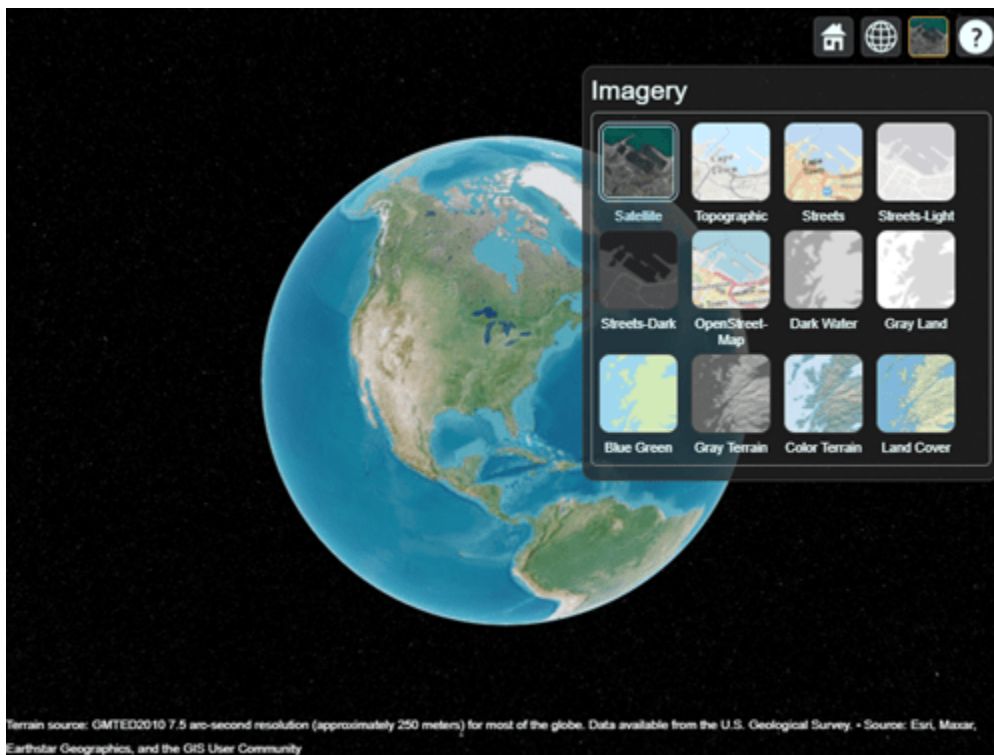 ?
Imagery
Satellite
Topographic
Streets
Streets-Light
Streets-Dark
OpenStreet-
Map
Dark Water
Gray Land
Blue Green
Gray Terrain
Color Terrain
Land Cover
Terrain source: GMTED2010 7.5 arc-second resolution (approximately 250 meters) for most of the globe. Data available from the U.S. Geological Survey. • Source: Esri, Maxar,
Earthstar Geographics, and the GIS User Community